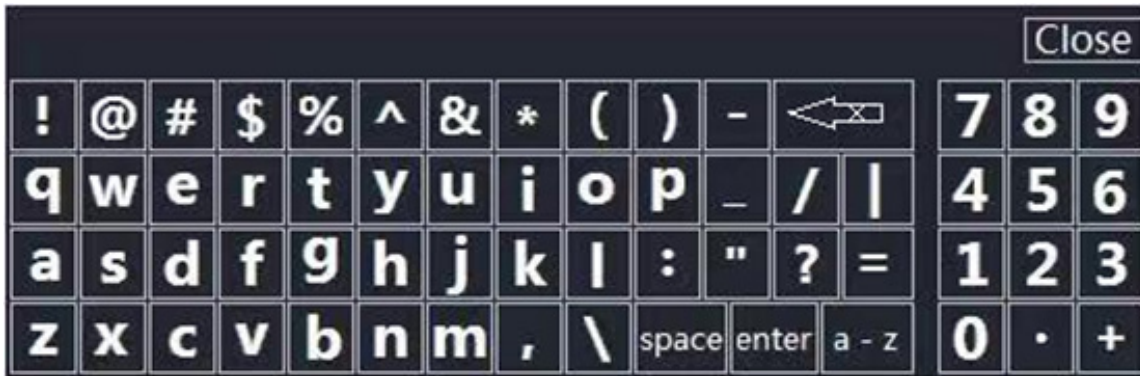 Close
! @ # $ % ^ & * ( ) - 7 8 9
q w e r t y u i o p _ / | 4 5 6
a s d f g h j k l : " ? = 1 2 3
z x c v b n m , \ space enter a - z 0 . +